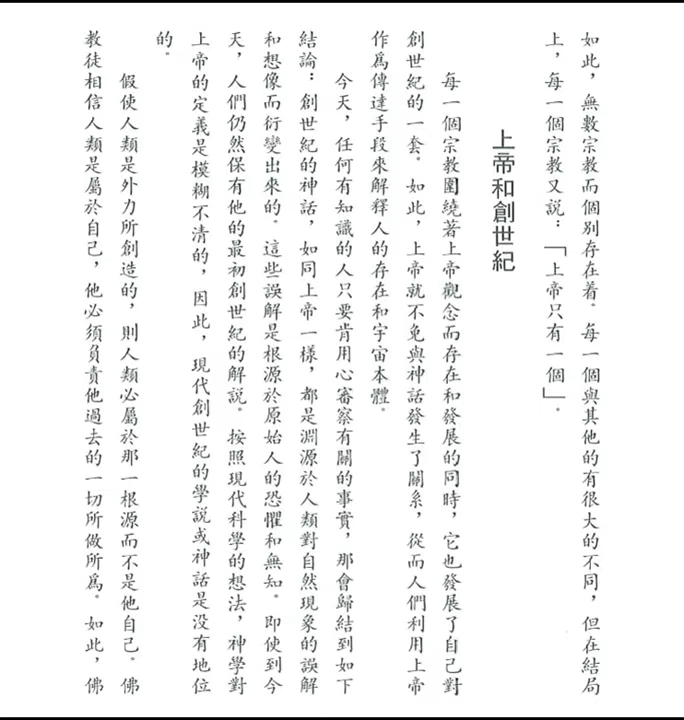 如此，無數宗教而個別存在着。每一個與其他的有很大的不同，但在結局
上，每一個宗教又説：「上帝只有一個」。
上帝和創世紀
每一個宗教圍繞著上帝觀念而存在和發展的同時，它也發展了自己對
創世紀的一套。如此，上帝就不免與神話發生了關系，從而人們利用上帝
作爲傳達手段來解釋人的存在和宇宙本體。
今天，任何有知識的人只要肯用心審察有關的事實，那會歸結到如下
結論：創世紀的神話，如同上帝一樣，都是淵源於人類對自然現象的誤解
和想像而衍變出來的。這些誤解是根源於原始人的恐懼和無知。即使到今
天，人們仍然保有他的最初創世紀的解説。按照現代科學的想法，神學對
上帝的定義是模糊不清的，因此，現代創世紀的學説或神話是没有地位
的。
假使人類是外力所創造的，則人類必屬於那一根源而不是他自己。佛
教徒相信人類是屬於自己，他必須負責他過去的一切所做所爲。如此，佛